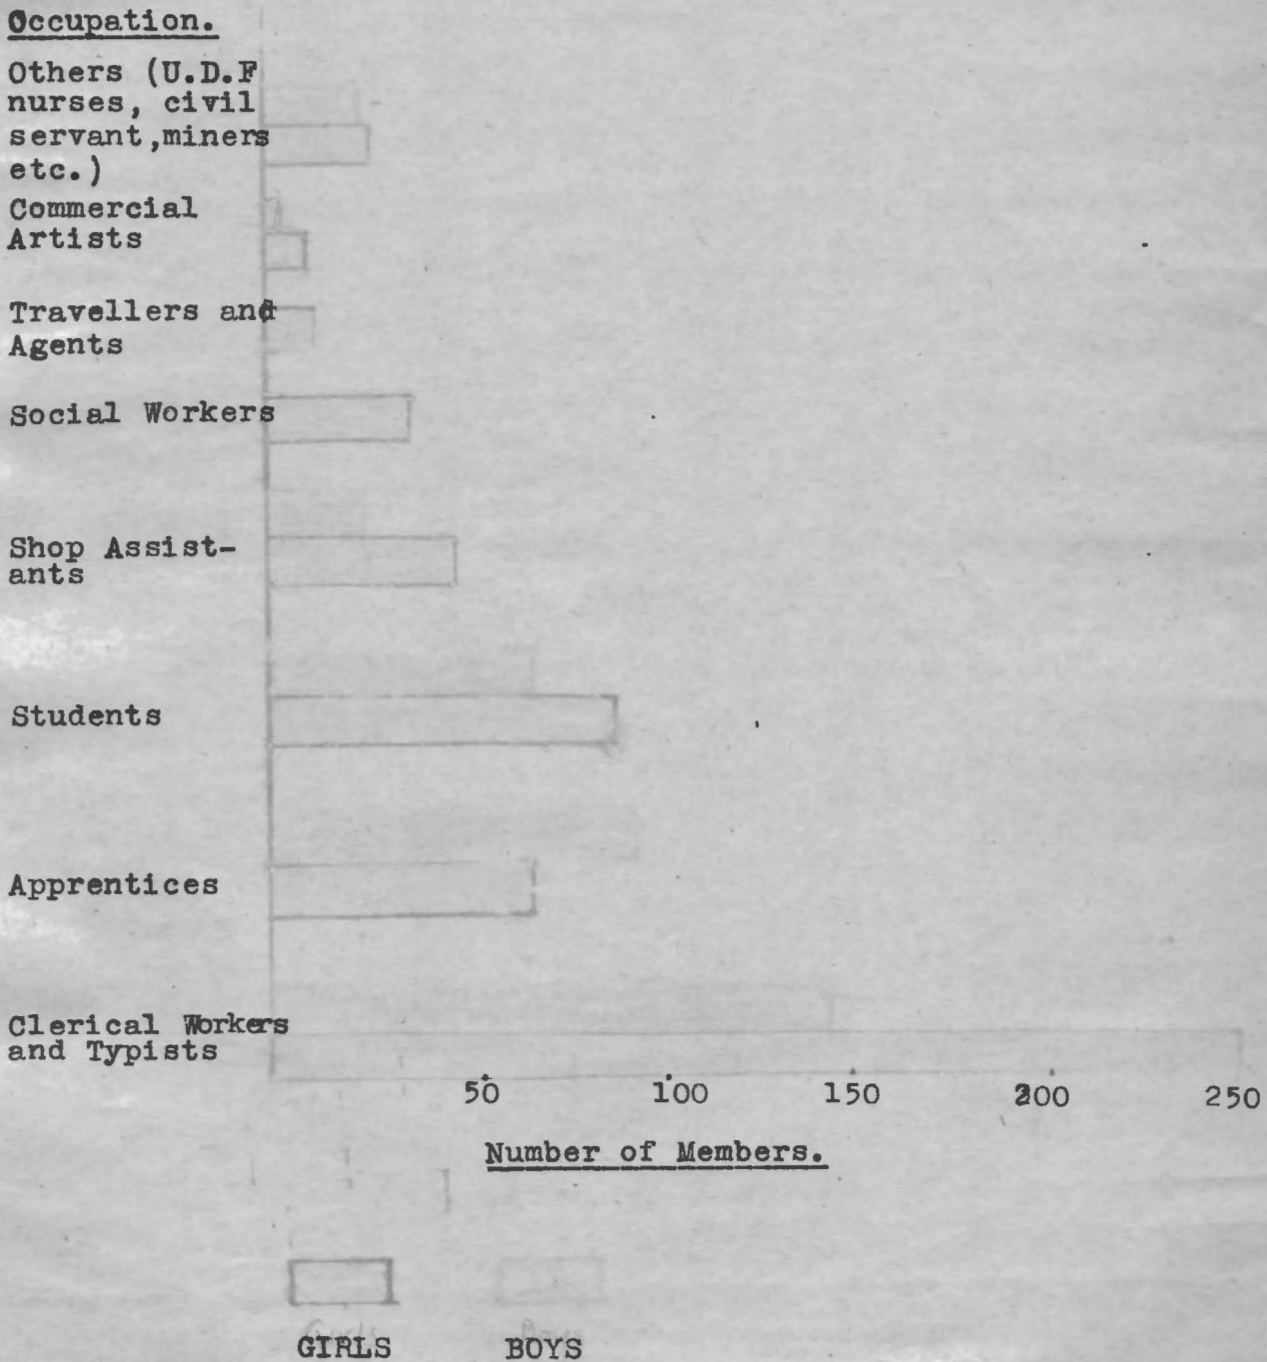 Occupation.
Others (U.D.F
nurses, civil
servant,miners
etc.)
Commercial
Artists
Travellers and
Agents
Social Workers
Shop Assist-
ants
Students
Apprentices
Clerical Workers
and Typists
50 100 150 200 250
Number of Members.
Girls
GIRLS BOYS